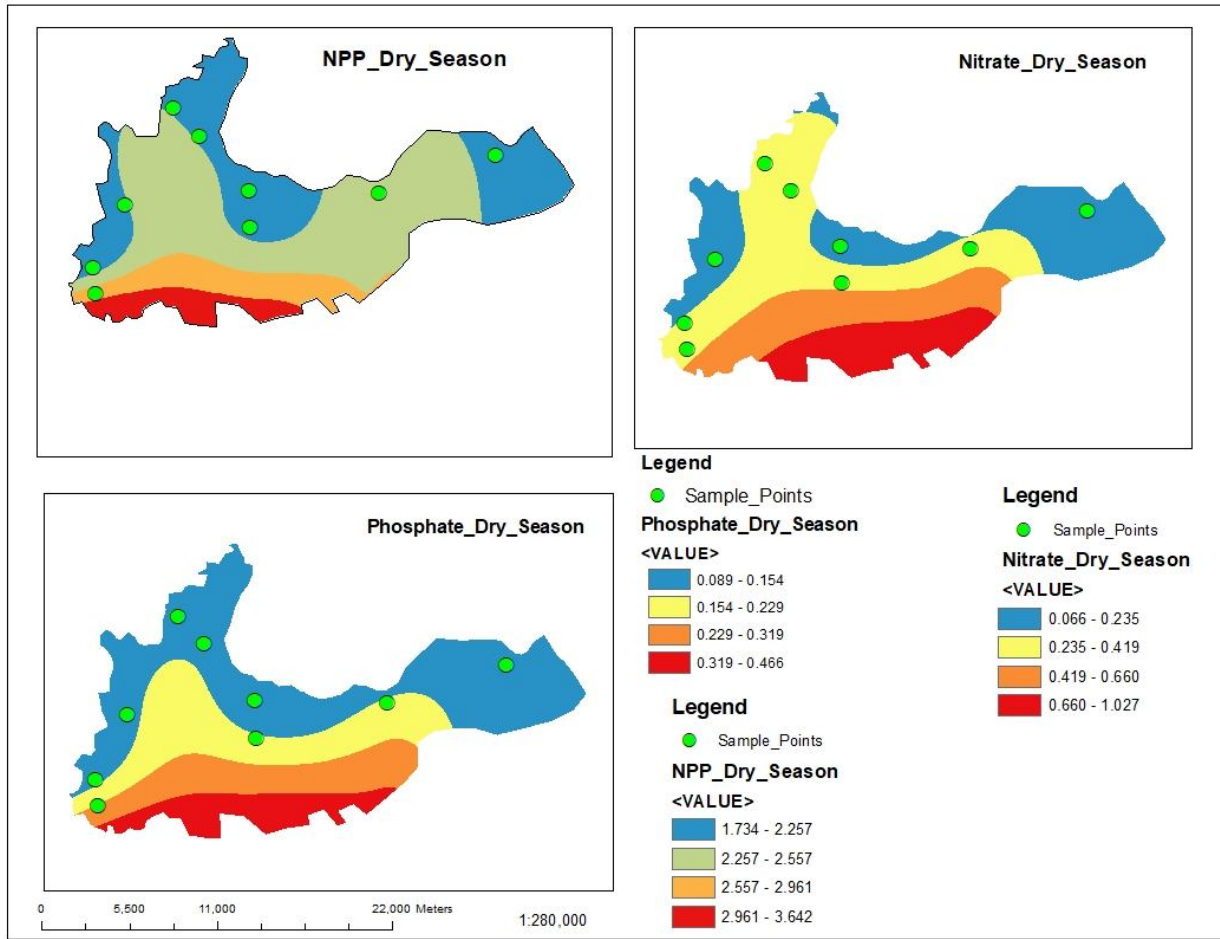 NPP_Dry_Season
Nitrate_Dry_Season
Phosphate_Dry_Season
0 5,500 11,000 22,000 Meters
1:280,000
Legend
Sample_Points
Phosphate_Dry_Season
<VALUE>
0.089 - 0.154
0.154 - 0.229
0.229 - 0.319
0.319 - 0.466
Legend
Sample_Points
Nitrate_Dry_Season
<VALUE>
0.066 - 0.235
0.235 - 0.419
0.419 - 0.660
0.660 - 1.027
Legend
Sample_Points
NPP_Dry_Season
<VALUE>
1.734 - 2.257
2.257 - 2.557
2.557 - 2.961
2.961 - 3.642